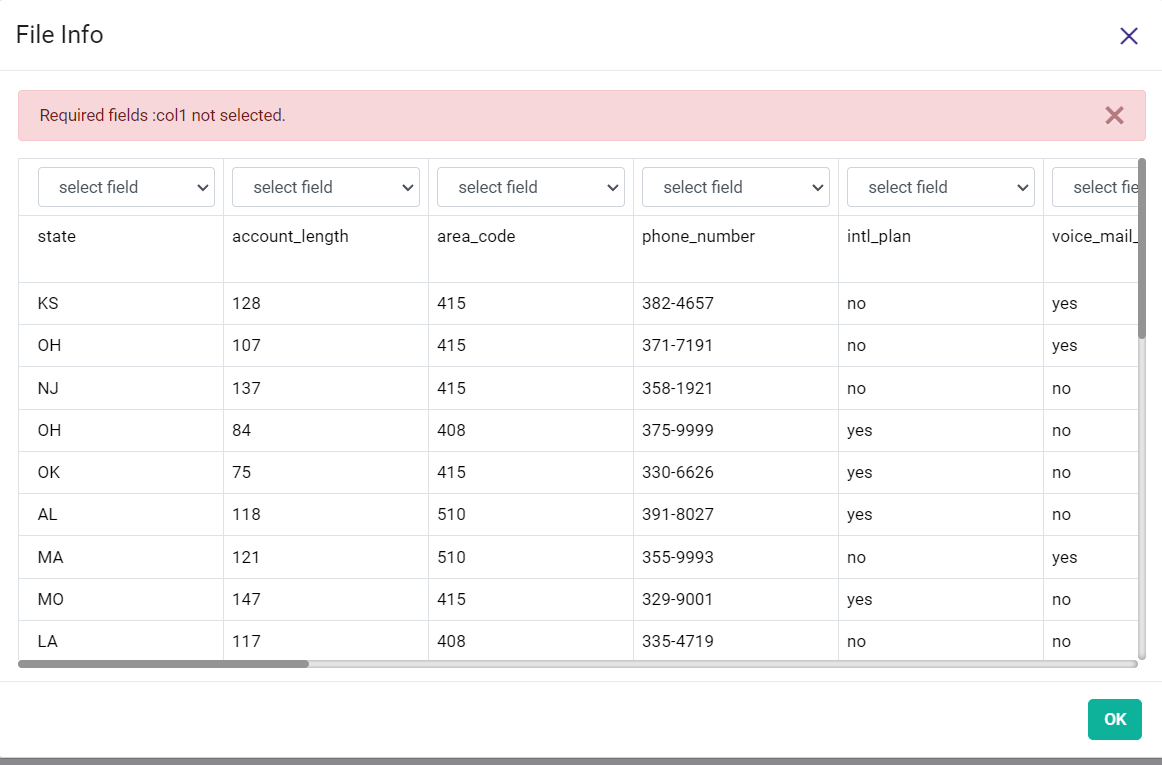 File Info
Required fields :col1 not selected.
select field select field select field select field select field select fie
state account_length area_code phone_number intl_plan voice_mail_
KS 128 415 382-4657 no yes
OH 107 415 371-7191 no yes
NJ 137 415 358-1921 no no
OH 84 408 375-9999 yes no
OK 75 415 330-6626 yes no
AL 118 510 391-8027 yes no
MA 121 510 355-9993 no yes
MO 147 415 329-9001 yes no
LA 117 408 335-4719 no no
OK